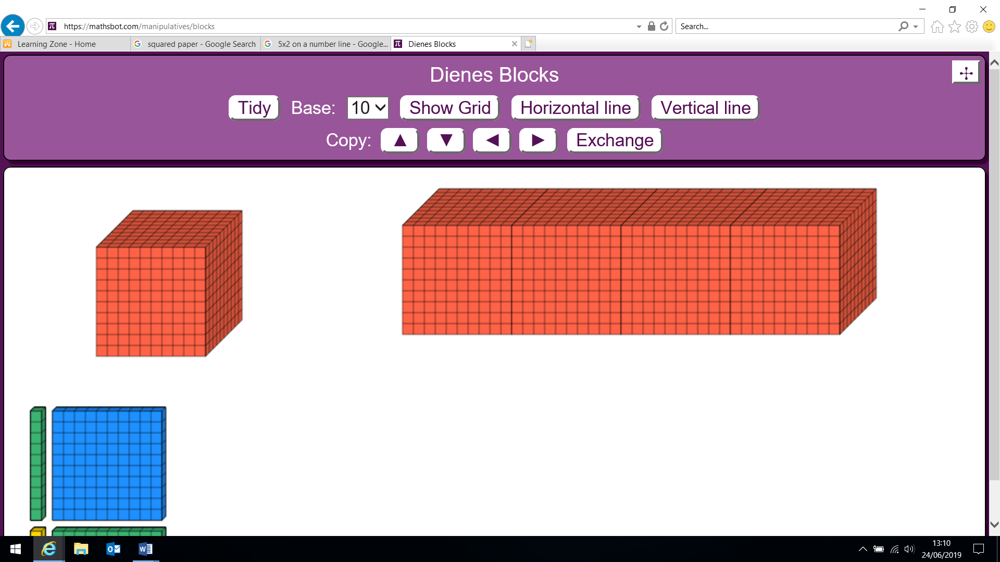 https://mathsbot.com/manipulatives/blocks
Search...
Learning Zone - Home
squared paper - Google Search
5x2 on a number line - Google...
Dienes Blocks
Dienes Blocks
Tidy Base: 10 Show Grid Horizontal line Vertical line
Copy: ▲ ▼ ◀ ▶ Exchange
13:10
24/06/2019